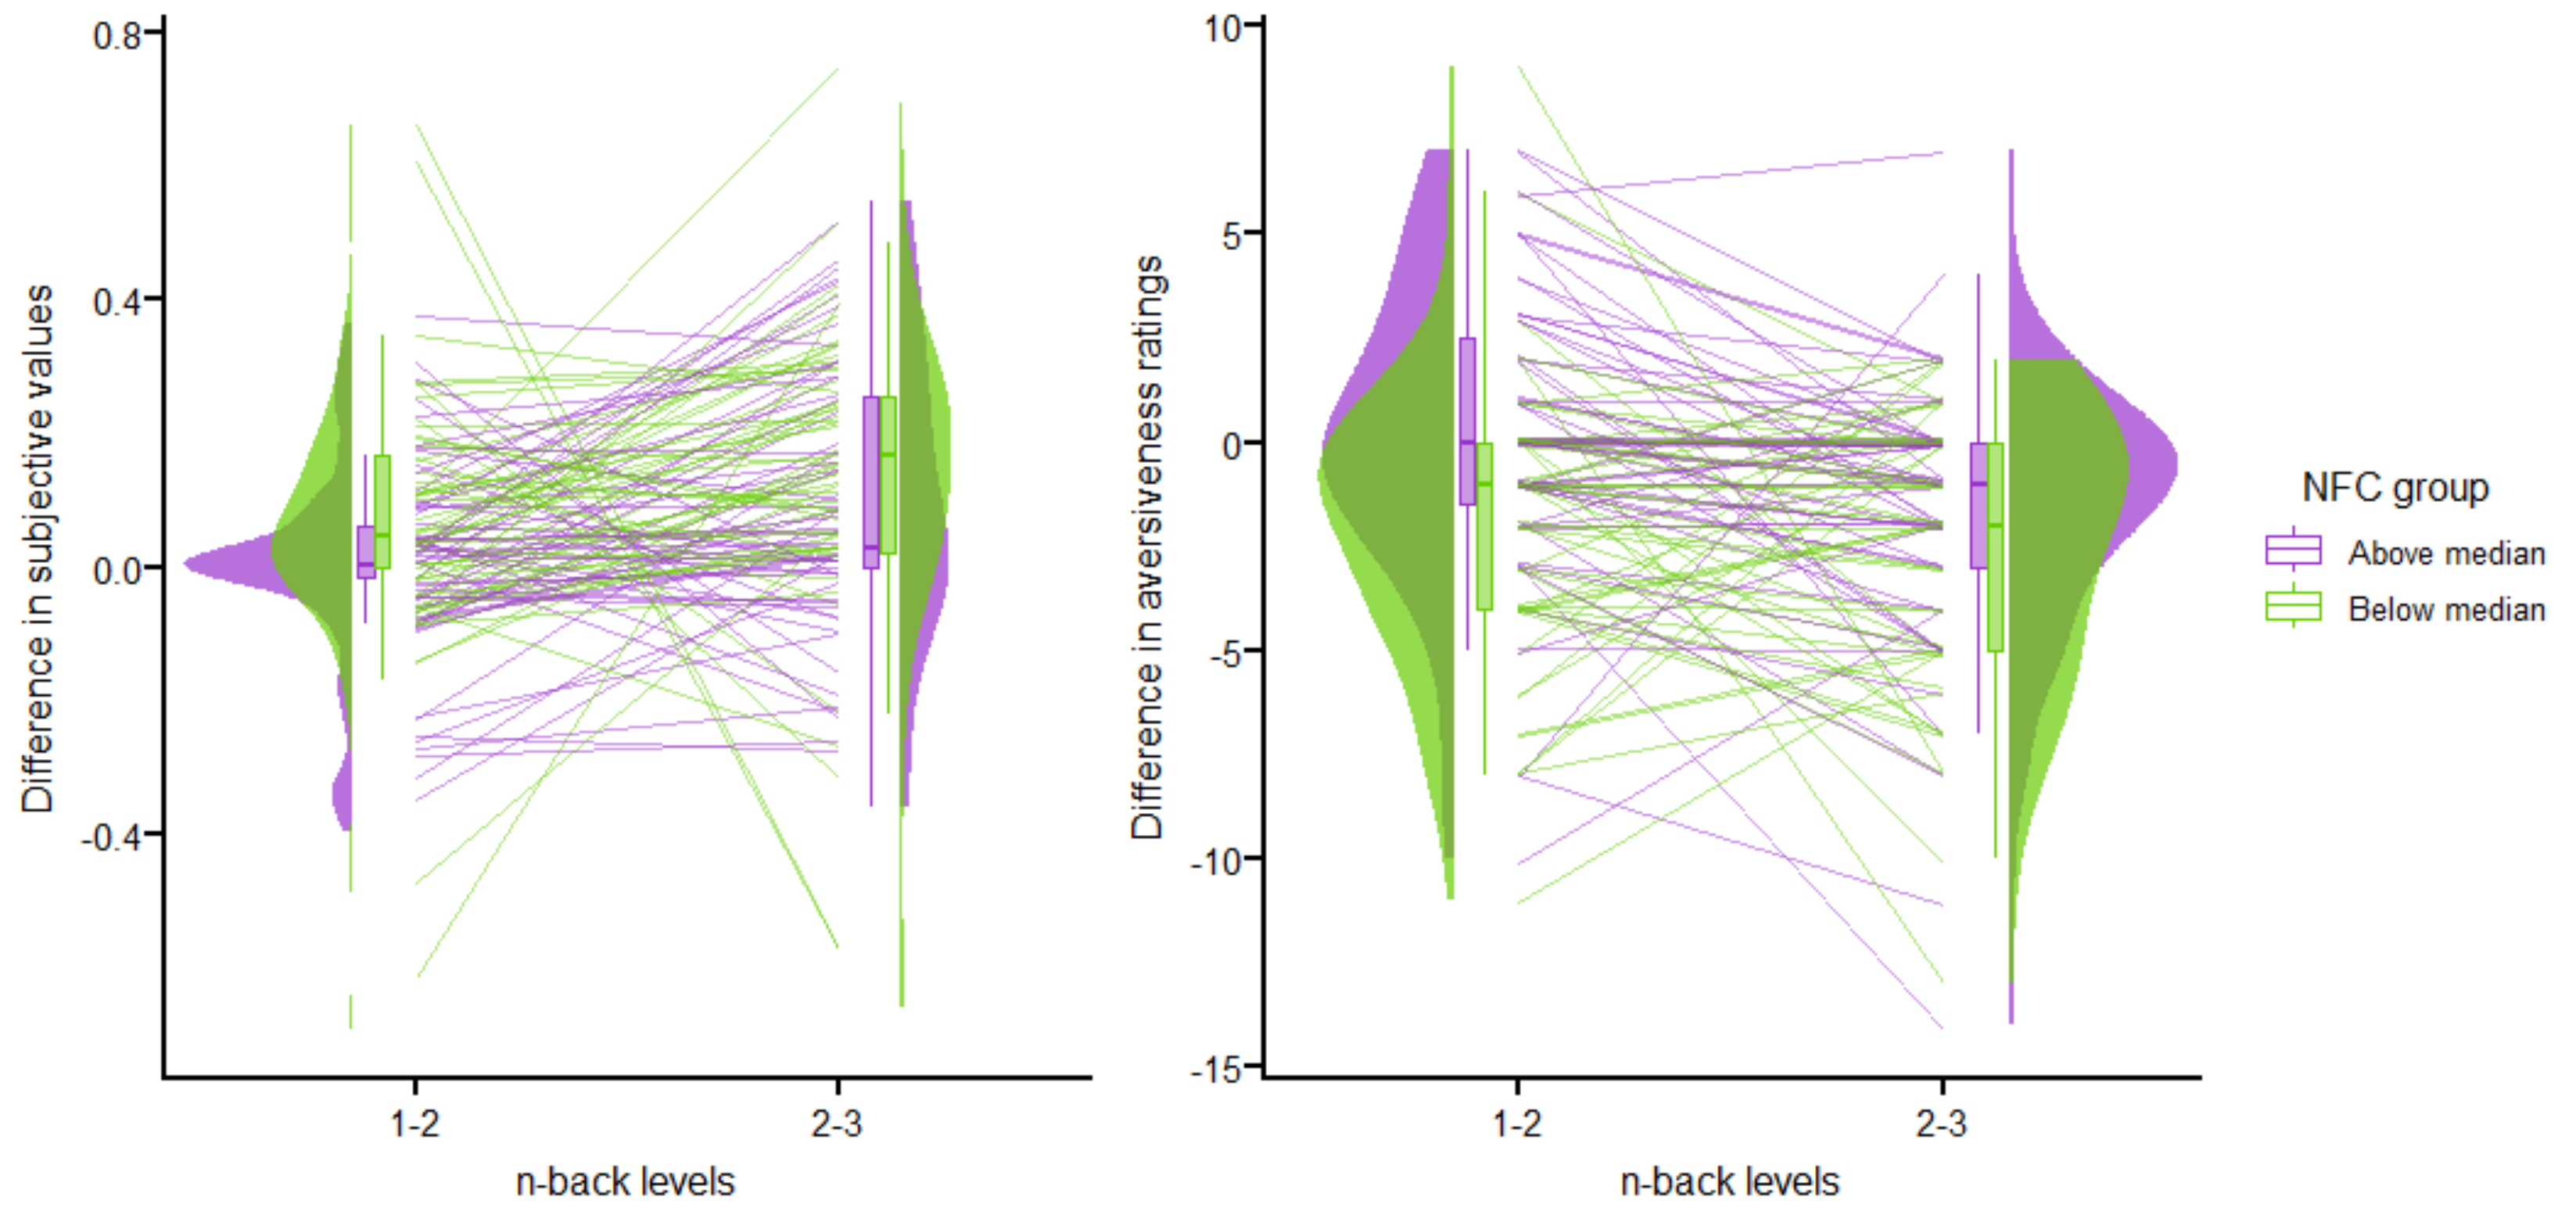 Difference in subjective values
0.8
0.4
0.0
-0.4
1-2
2-3
n-back levels
Difference in aversiveness ratings
10
5
0
-5
-10
-15
1-2
2-3
n-back levels
NFC group
Above median
Below median